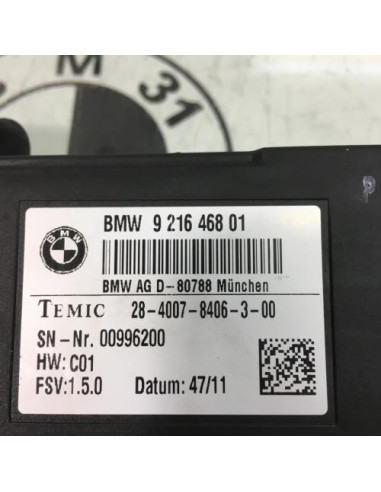 M 31
BMW
BMW 9 216 468 01
BMW AG D-80788 München
TEMIC 28-4007-8406-3-00
SN-Nr. 00996200
HW: C01
FSV:1.5.0 Datum: 47/11